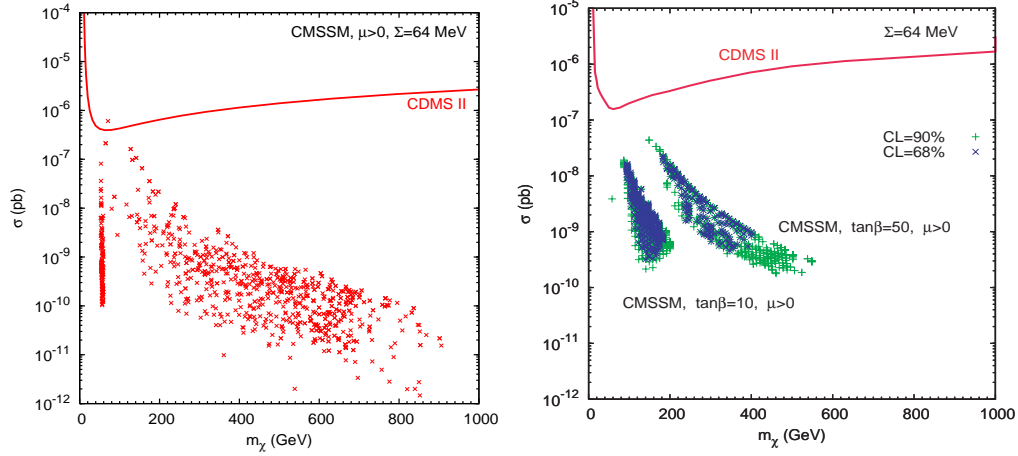 10⁻⁴
10⁻⁵
10⁻⁶
10⁻⁷
10⁻⁸
10⁻⁹
10⁻¹⁰
10⁻¹¹
10⁻¹²
σ (pb)
CMSSM, μ>0, Σ=64 MeV
CDMS II
0 200 400 600 800 1000
mχ (GeV)
10⁻⁵
10⁻⁶
10⁻⁷
10⁻⁸
10⁻⁹
10⁻¹⁰
10⁻¹¹
10⁻¹²
σ (pb)
Σ=64 MeV
CDMS II
CL=90%
CL=68%
CMSSM, tanβ=50, μ>0
CMSSM, tanβ=10, μ>0
0 200 400 600 800 1000
mχ (GeV)